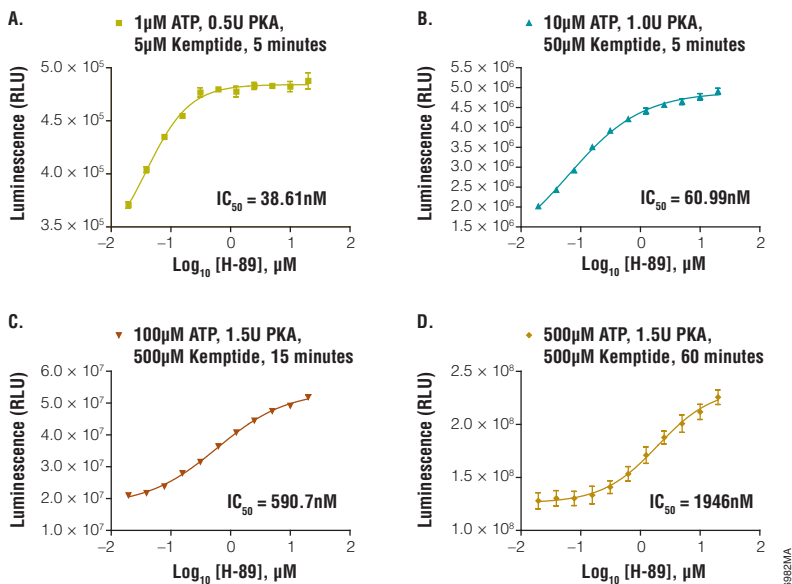 A.
1µM ATP, 0.5U PKA,
5µM Kemptide, 5 minutes
Luminescence (RLU)
5.0 × 10⁵
4.5 × 10⁵
4.0 × 10⁵
3.5 × 10⁵
IC₅₀ = 38.61nM
–2
–1
0
1
2
Log₁₀ [H-89], µM
B.
10µM ATP, 1.0U PKA,
50µM Kemptide, 5 minutes
Luminescence (RLU)
5.5 × 10⁶
5.0 × 10⁶
4.5 × 10⁶
4.0 × 10⁶
3.5 × 10⁶
3.0 × 10⁶
2.5 × 10⁶
2.0 × 10⁶
1.5 × 10⁶
IC₅₀ = 60.99nM
–2
–1
0
1
2
Log₁₀ [H-89], µM
C.
100µM ATP, 1.5U PKA,
500µM Kemptide, 15 minutes
Luminescence (RLU)
6.0 × 10⁷
5.0 × 10⁷
4.0 × 10⁷
3.0 × 10⁷
2.0 × 10⁷
1.0 × 10⁷
IC₅₀ = 590.7nM
–2
–1
0
1
2
Log₁₀ [H-89], µM
D.
500µM ATP, 1.5U PKA,
500µM Kemptide, 60 minutes
Luminescence (RLU)
2.5 × 10⁸
2.0 × 10⁸
1.5 × 10⁸
1.0 × 10⁸
IC₅₀ = 1946nM
–2
–1
0
1
2
Log₁₀ [H-89], µM